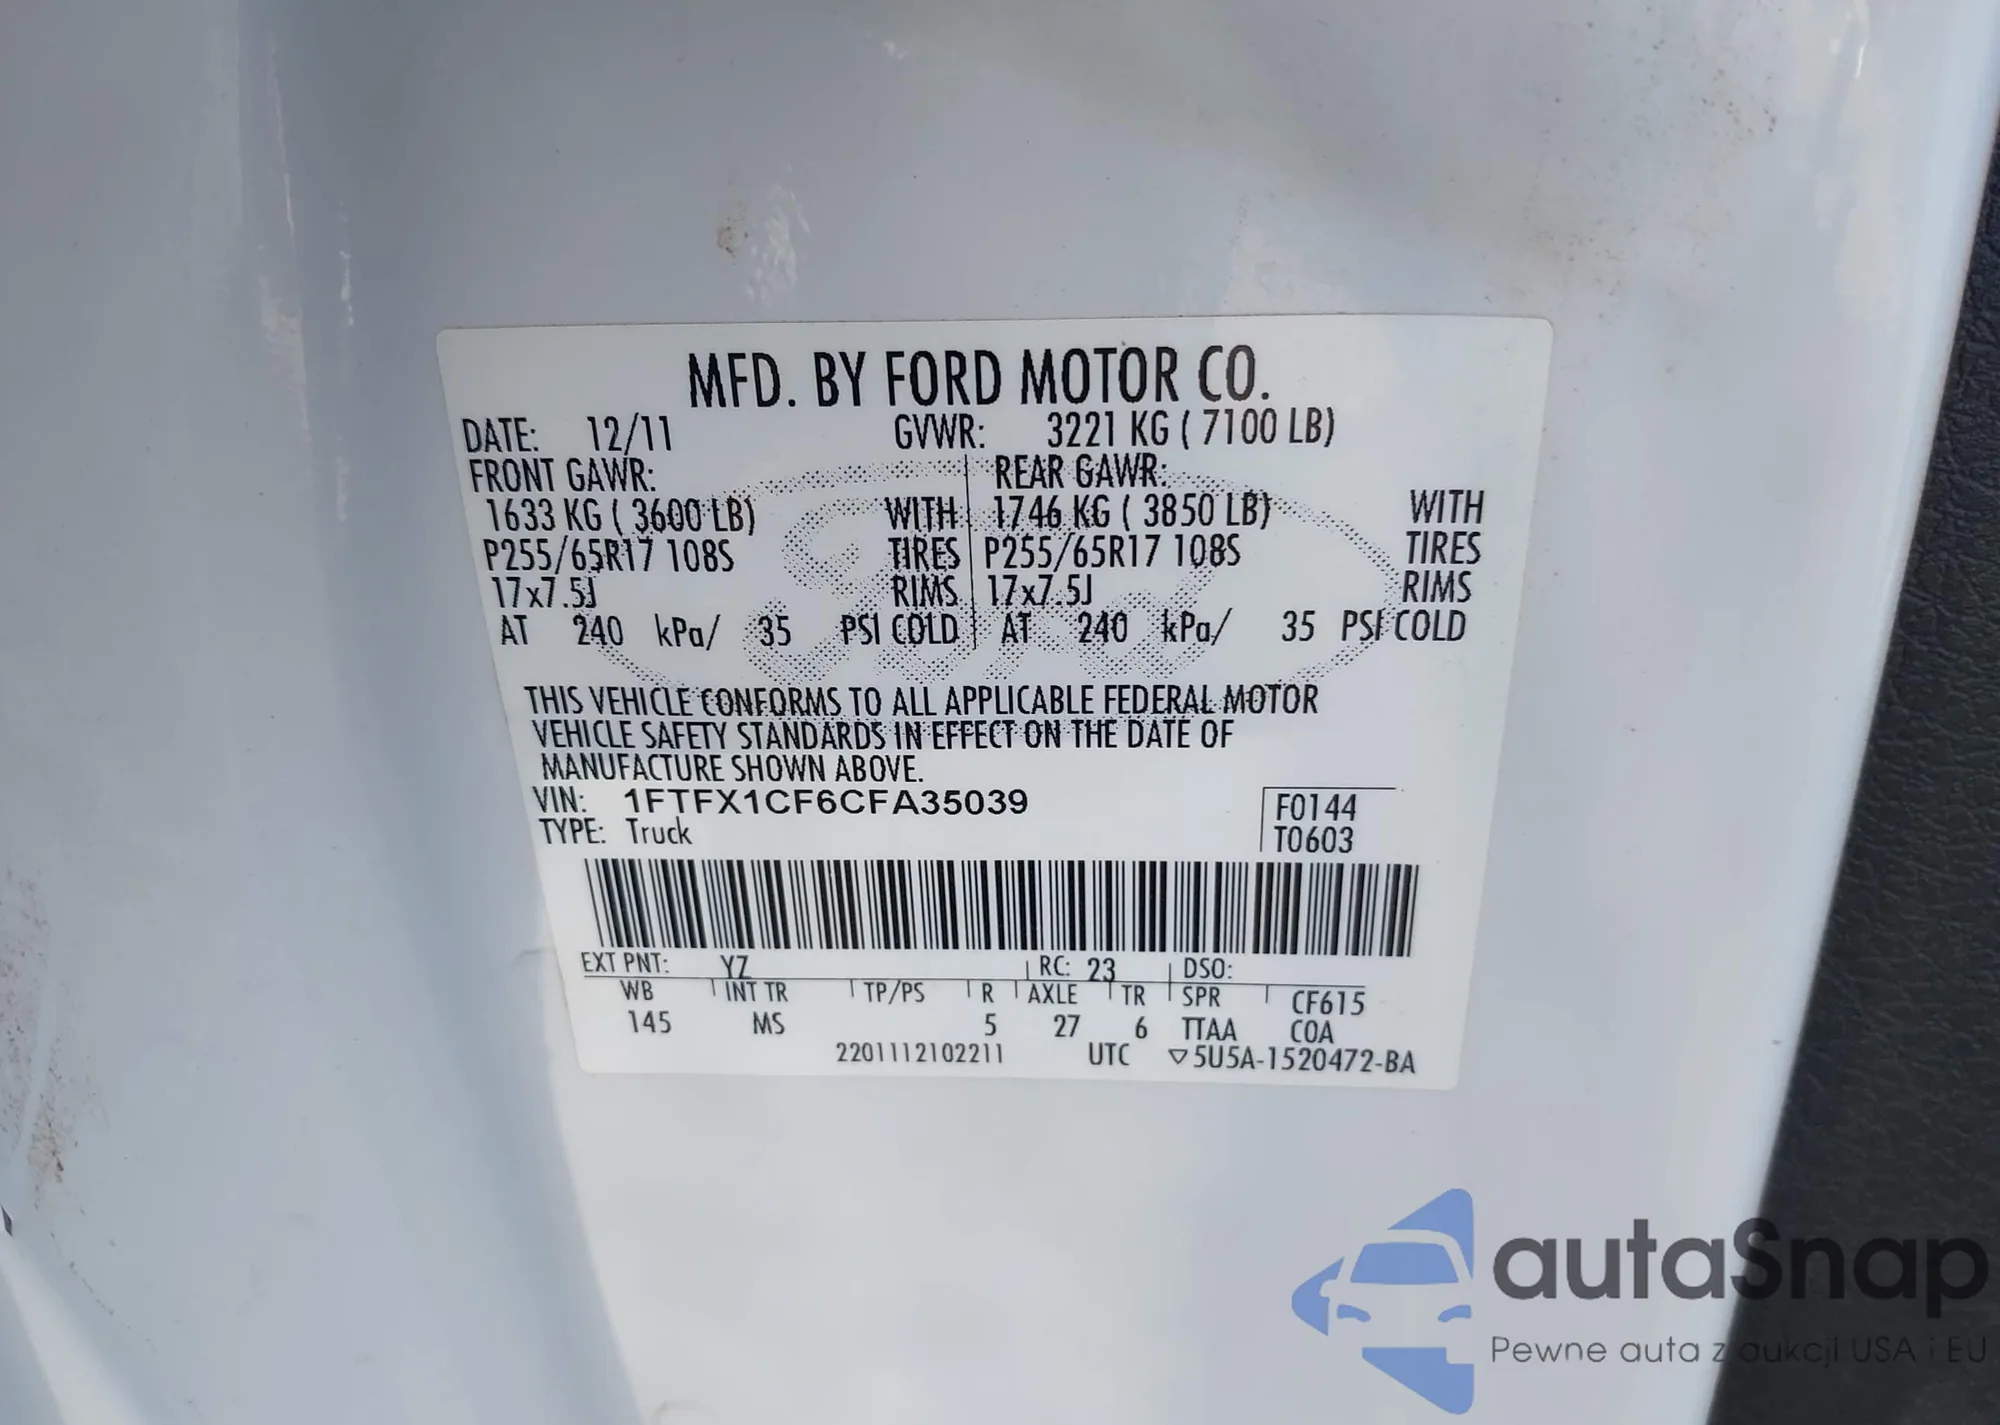 MFD. BY FORD MOTOR CO.
DATE: 12/11 GVWR: 3221 KG ( 7100 LB)
FRONT GAWR: REAR GAWR:
1633 KG ( 3600 LB) WITH 1746 KG ( 3850 LB) WITH
P255/65R17 108S TIRES P255/65R17 108S TIRES
17x7.5J RIMS 17x7.5J RIMS
AT 240 kPa/ 35 PSI COLD AT 240 kPa/ 35 PSI COLD
THIS VEHICLE CONFORMS TO ALL APPLICABLE FEDERAL MOTOR
VEHICLE SAFETY STANDARDS IN EFFECT ON THE DATE OF
MANUFACTURE SHOWN ABOVE.
VIN: 1FTFX1CF6CFA35039 F0144
TYPE: Truck T0603
EXT PNT: YZ RC: 23 DSO:
WB INT TR TP/PS R AXLE TR SPR CF615
145 MS 5 27 6 TTAA COA
2201112102211 UTC ▽5U5A-1520472-BA
autaSnap
Pewne auta z aukcji USA i EU